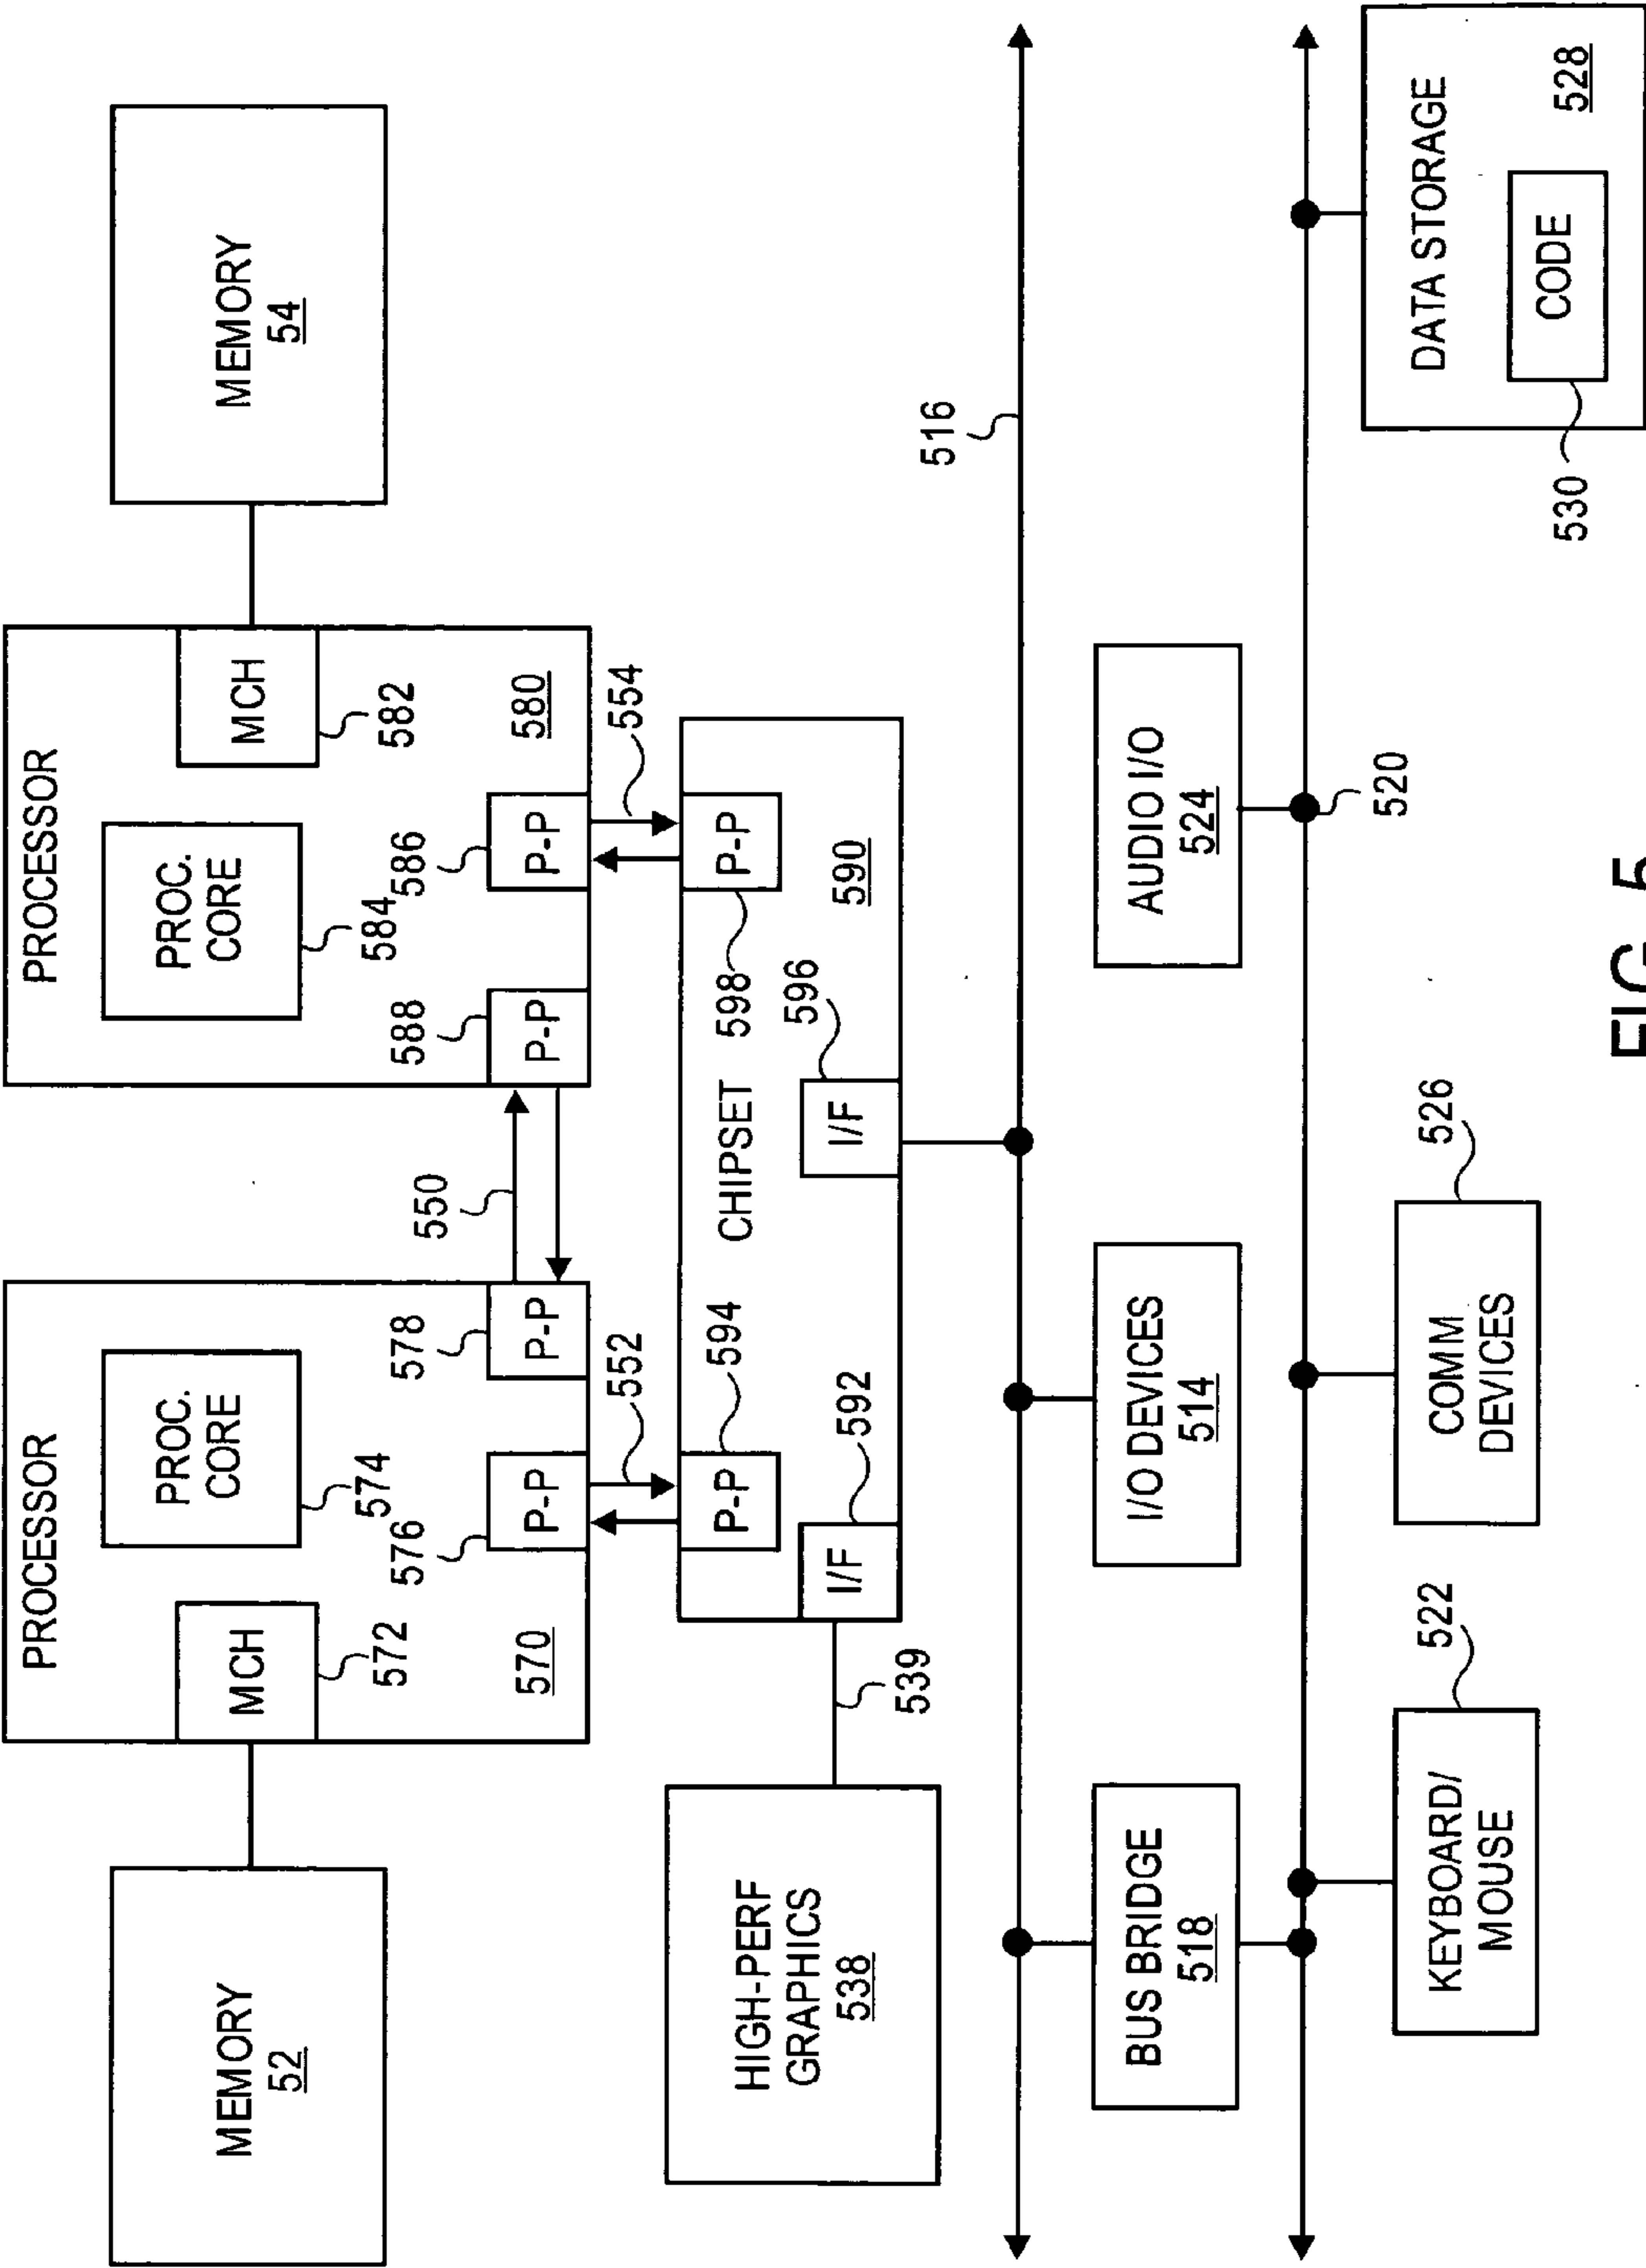 PROCESSOR
PROCESSOR
MEMORY
52
MCH
572
PROC.
CORE
574
576
P-P
578
P-P
570
550
588
P-P
PROC.
CORE
584
586
P-P
MCH
582
580
MEMORY
54
552
554
HIGH-PERF
GRAPHICS
538
539
P-P
594
CHIPSET
598
P-P
I/F
592
I/F
596
590
516
BUS BRIDGE
518
I/O DEVICES
514
AUDIO I/O
524
520
KEYBOARD/
MOUSE
522
COMM
DEVICES
526
DATA STORAGE
CODE
528
530
FIG. 5